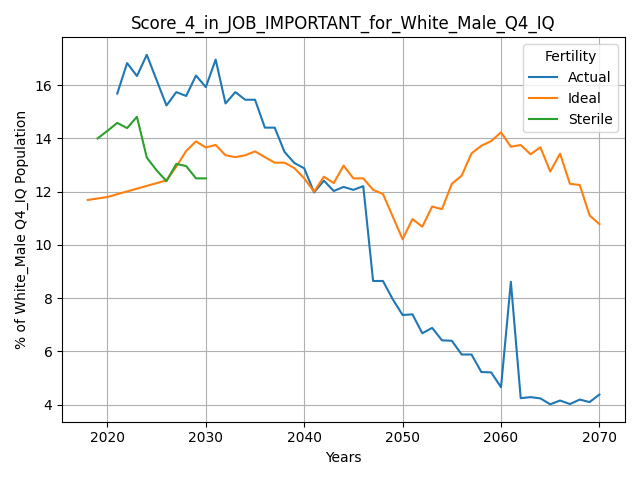 Score_4_in_JOB_IMPORTANT_for_White_Male_Q4_IQ
% of White_Male Q4_IQ Population
16
14
12
10
8
6
4
Fertility
Actual
Ideal
Sterile
2020 2030 2040 2050 2060 2070
Years